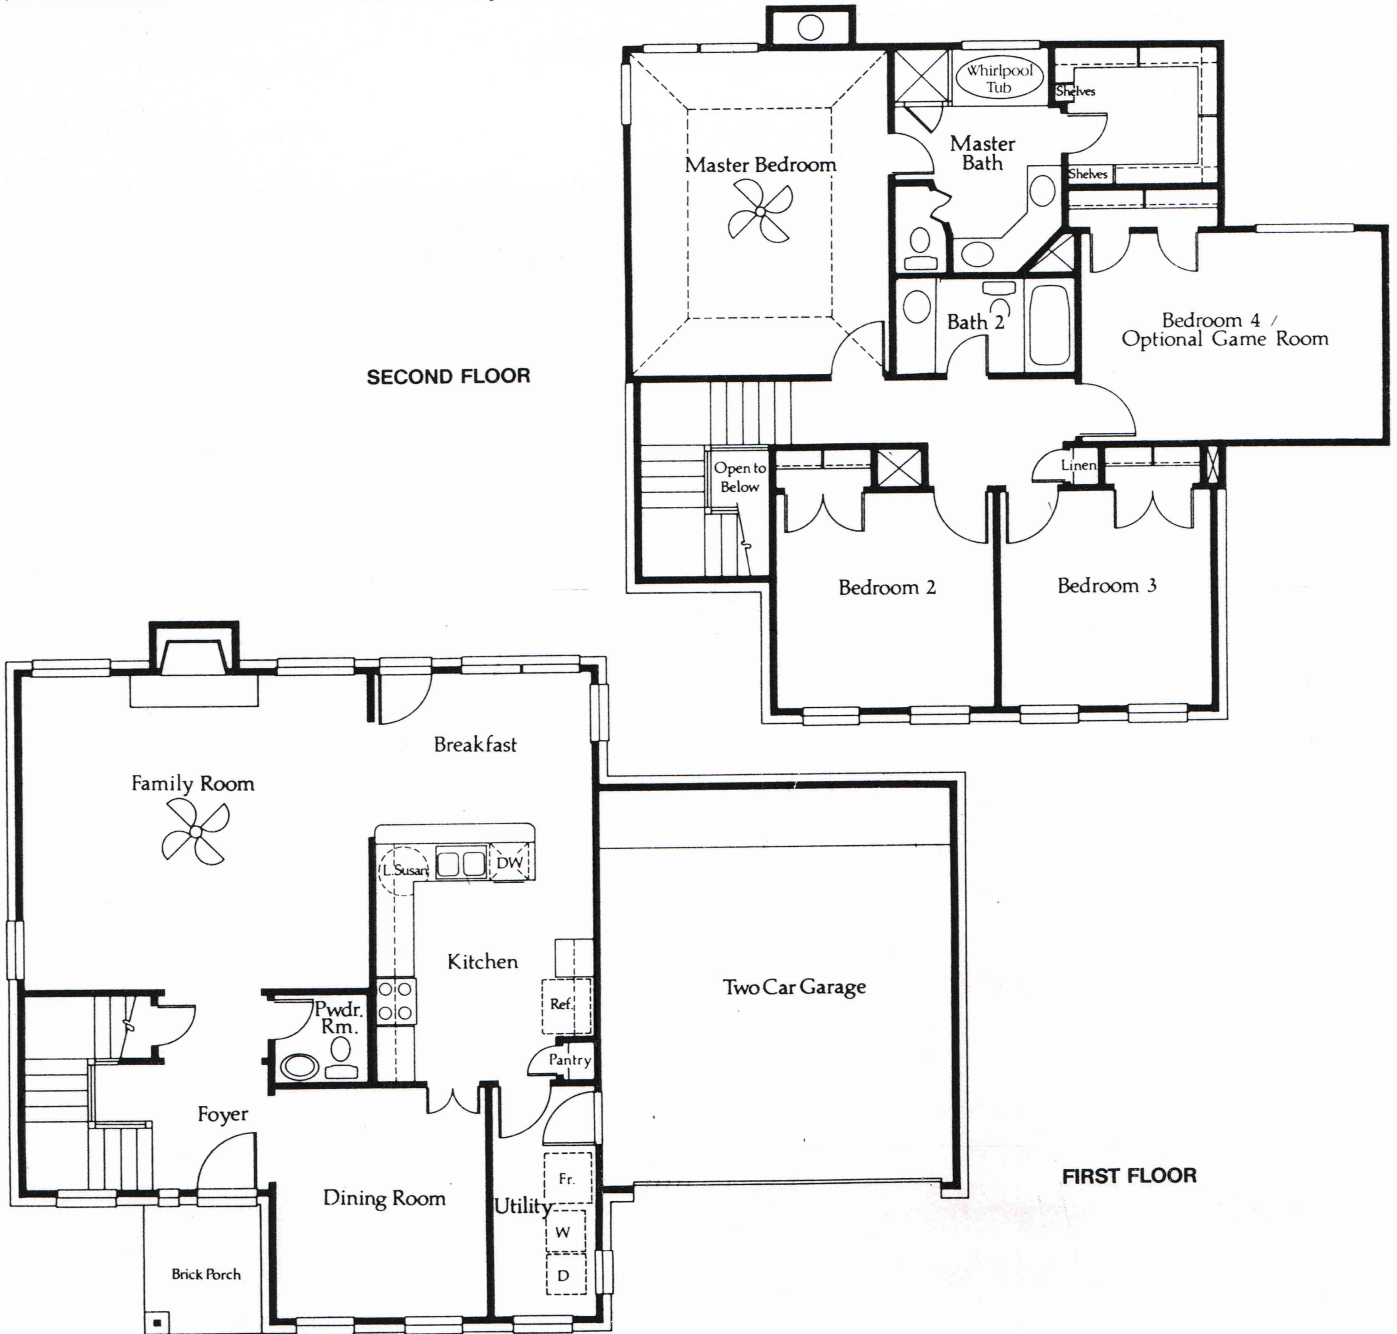 Whirlpool
Tub
Shelves
Master
Bath
Master Bedroom
Shelves
Bath 2
Bedroom 4 /
Optional Game Room
SECOND FLOOR
Open to
Below
Linen
Bedroom 2
Bedroom 3
Breakfast
Family Room
L.Susan
DW
Kitchen
Two Car Garage
Ref.
Pwdr.
Rm.
Pantry
Foyer
FIRST FLOOR
Fr.
Dining Room
Utility
W
Brick Porch
D